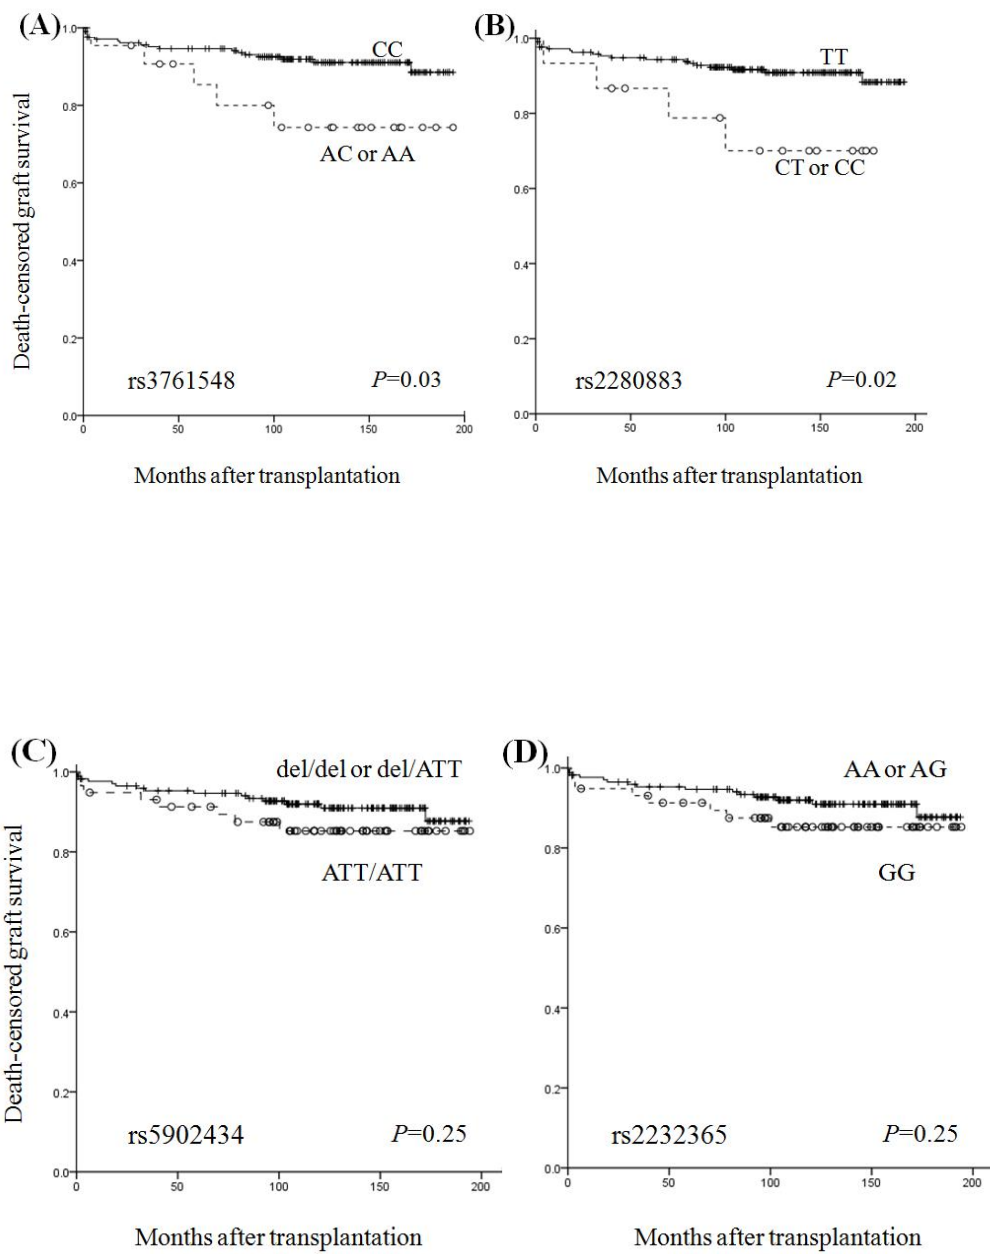 (A)
1.0
0.8
0.6
0.4
0.2
0.0
0
50
100
150
200
CC
AC or AA
rs3761548
P=0.03
Death-censored graft survival
Months after transplantation
(B)
1.0
0.8
0.6
0.4
0.2
0.0
0
50
100
150
200
TT
CT or CC
rs2280883
P=0.02
Months after transplantation
(C)
1.0
0.8
0.6
0.4
0.2
0.0
0
50
100
150
200
del/del or del/ATT
ATT/ATT
rs5902434
P=0.25
Death-censored graft survival
Months after transplantation
(D)
1.0
0.8
0.6
0.4
0.2
0.0
0
50
100
150
200
AA or AG
GG
rs2232365
P=0.25
Months after transplantation